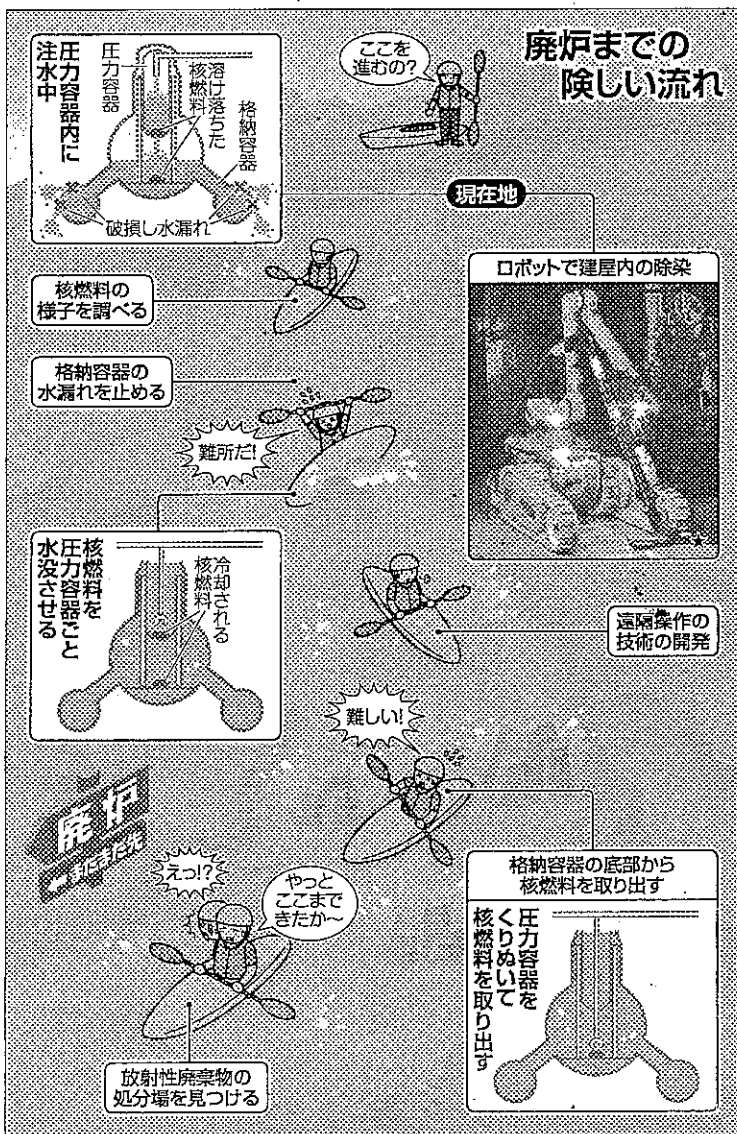 廃炉までの
険しい流れ
ここを
進むの?
圧力容器内に
注水中
圧力容器
溶け落ちた
核燃料
格納容器
破損し水漏れ
現在地
ロボットで建屋内の除染
核燃料の
様子を調べる
格納容器の
水漏れを止める
難所だ!
核燃料を
圧力容器ごと
水没させる
冷却される
核燃料
遠隔操作の
技術の開発
難しい!
格納容器の底部から
核燃料を取り出す
圧力容器を
くりぬいて
核燃料を取り出す
廃炉
←まだまだ先
えっ!?
やっと
ここまで
きたか〜
放射性廃棄物の
処分場を見つける